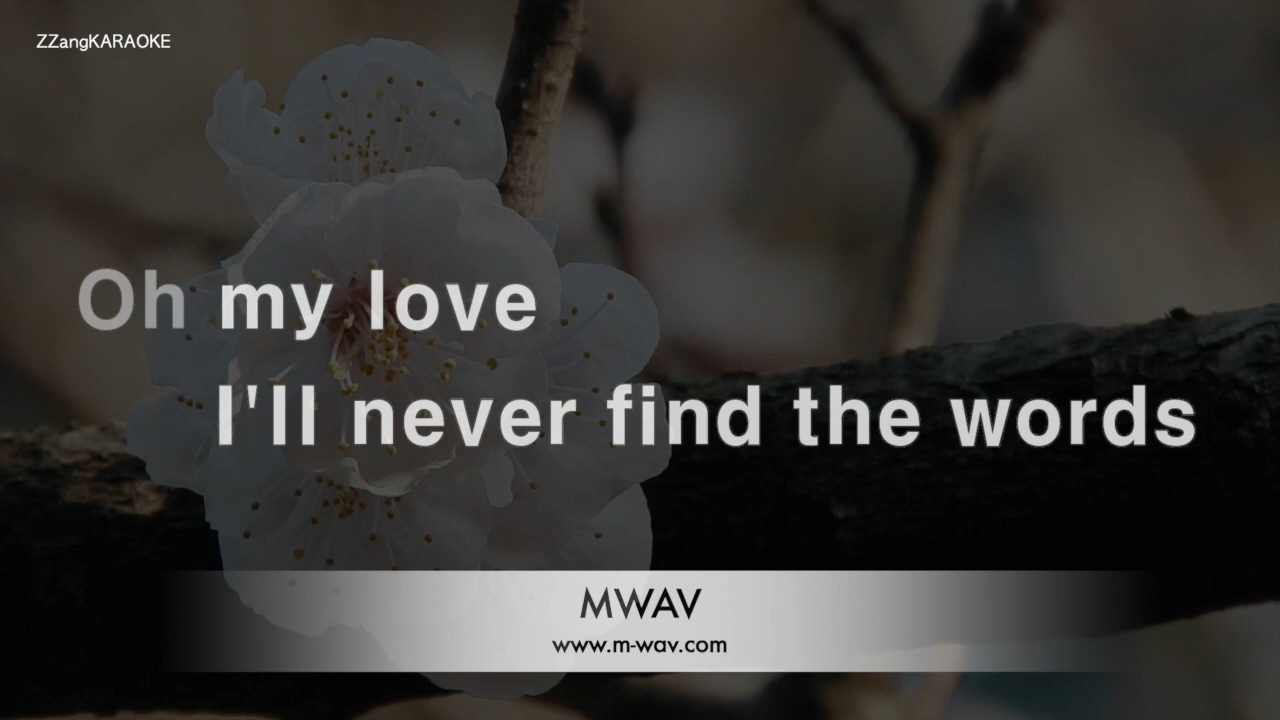 ZZangKARAOKE
Oh my love
I'll never find the words
MWAV
www.m-wav.com